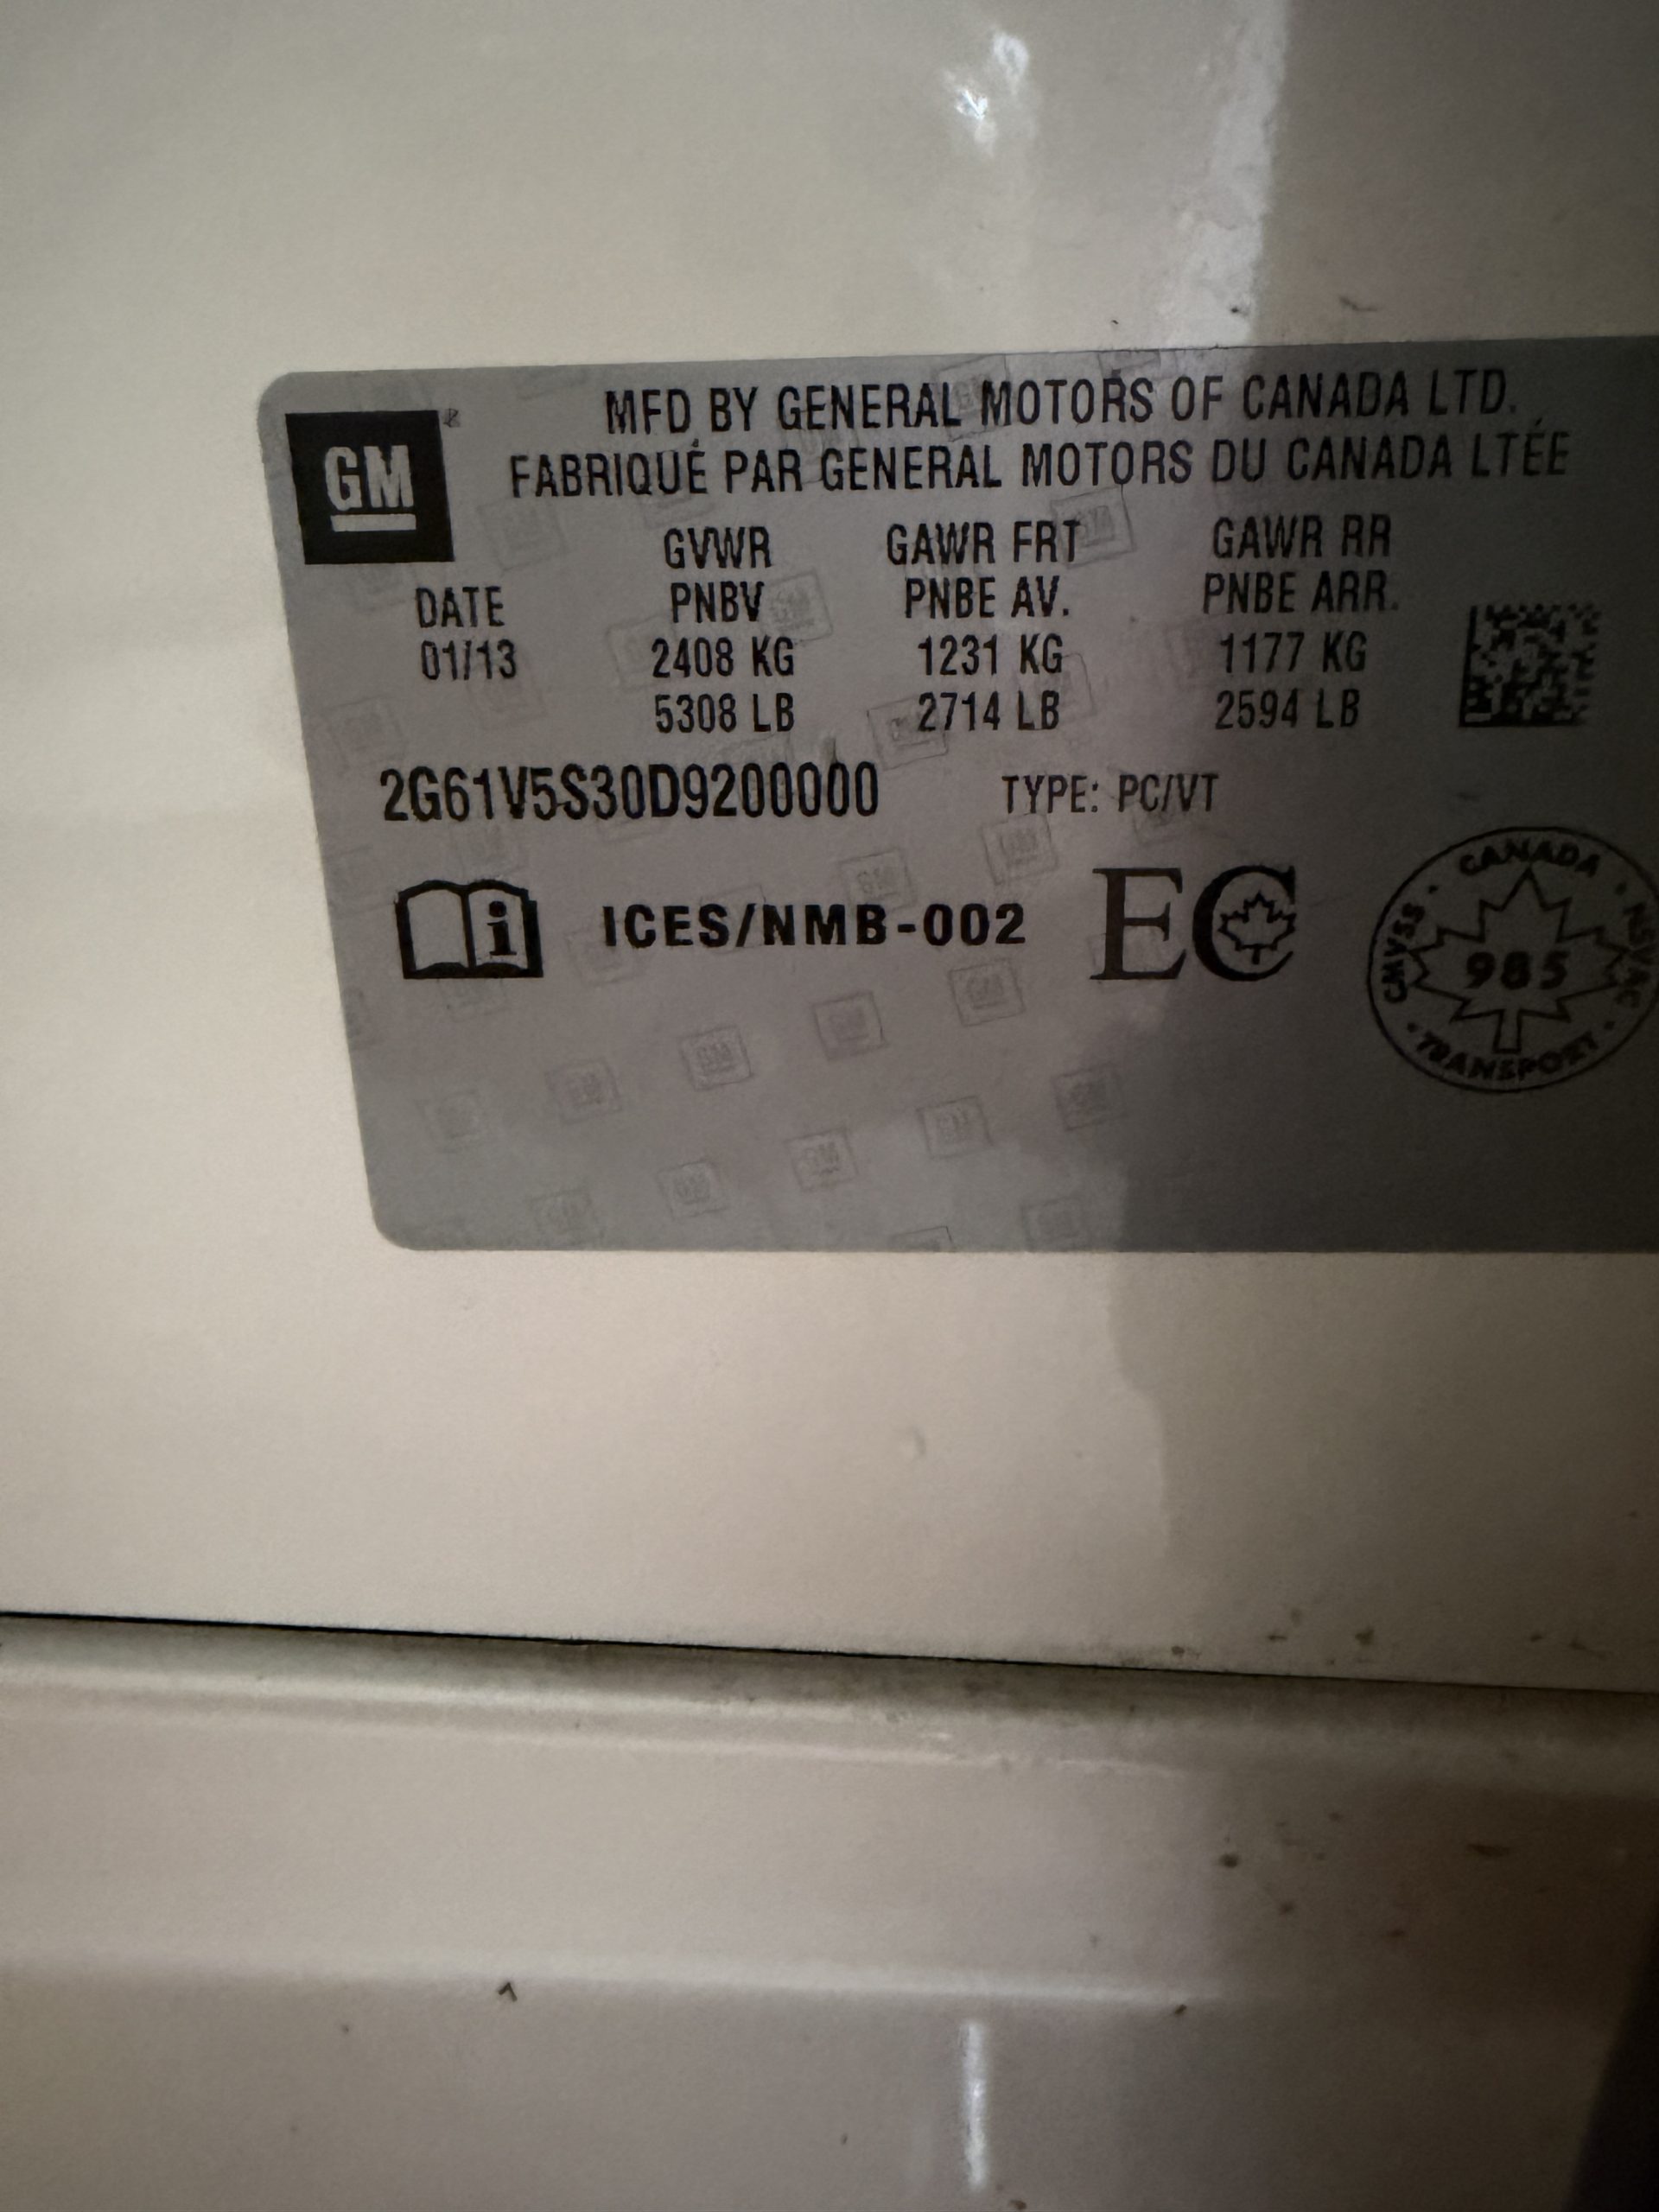 GM
MFD BY GENERAL MOTORS OF CANADA LTD.
FABRIQUÉ PAR GENERAL MOTORS DU CANADA LTÉE
GVWR GAWR FRT GAWR RR
DATE PNBV PNBE AV. PNBE ARR.
01/13 2408 KG 1231 KG 1177 KG
5308 LB 2714 LB 2594 LB
2G61V5S30D9200000 TYPE: PC/VT
i ICES/NMB-002 EC
CANADA
CMVSS 985 NSVAC
TRANSPORT